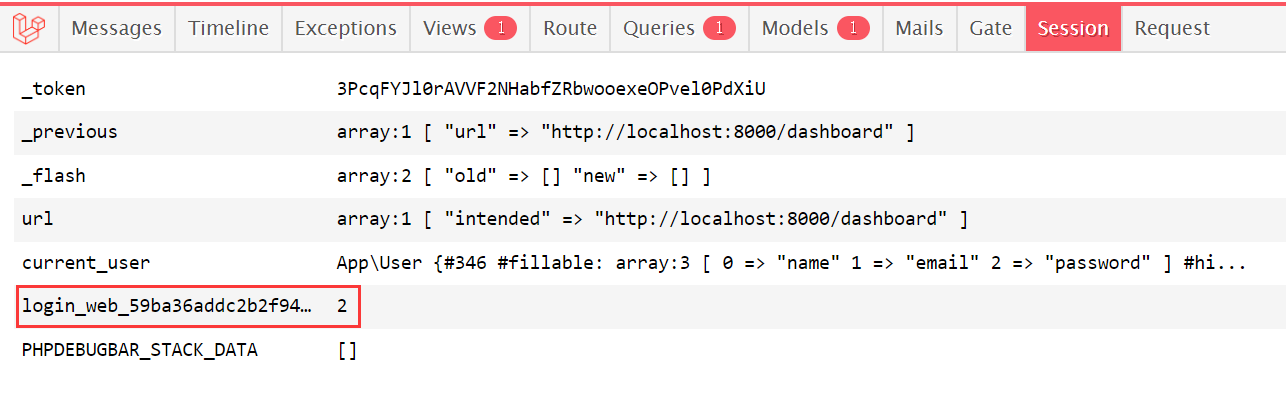 Messages Timeline Exceptions Views 1 Route Queries 1 Models 1 Mails Gate Session Request
_token 3PcqFYJl0rAVVF2NHabfZRbwooexeOPvel0PdXiU
_previous array:1 [ "url" => "http://localhost:8000/dashboard" ]
_flash array:2 [ "old" => [] "new" => [] ]
url array:1 [ "intended" => "http://localhost:8000/dashboard" ]
current_user App\User {#346 #fillable: array:3 [ 0 => "name" 1 => "email" 2 => "password" ] #hi...
login_web_59ba36addc2b2f94… 2
PHPDEBUGBAR_STACK_DATA []